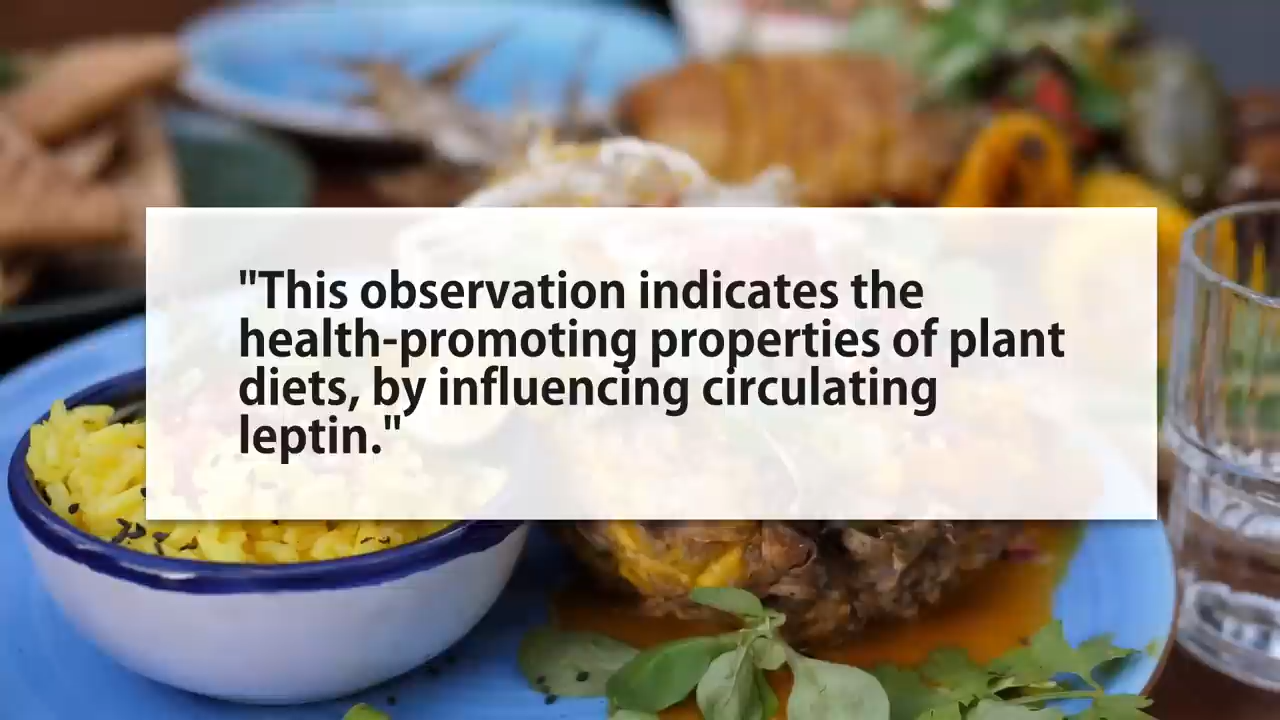 "This observation indicates the
health-promoting properties of plant
diets, by influencing circulating
leptin."